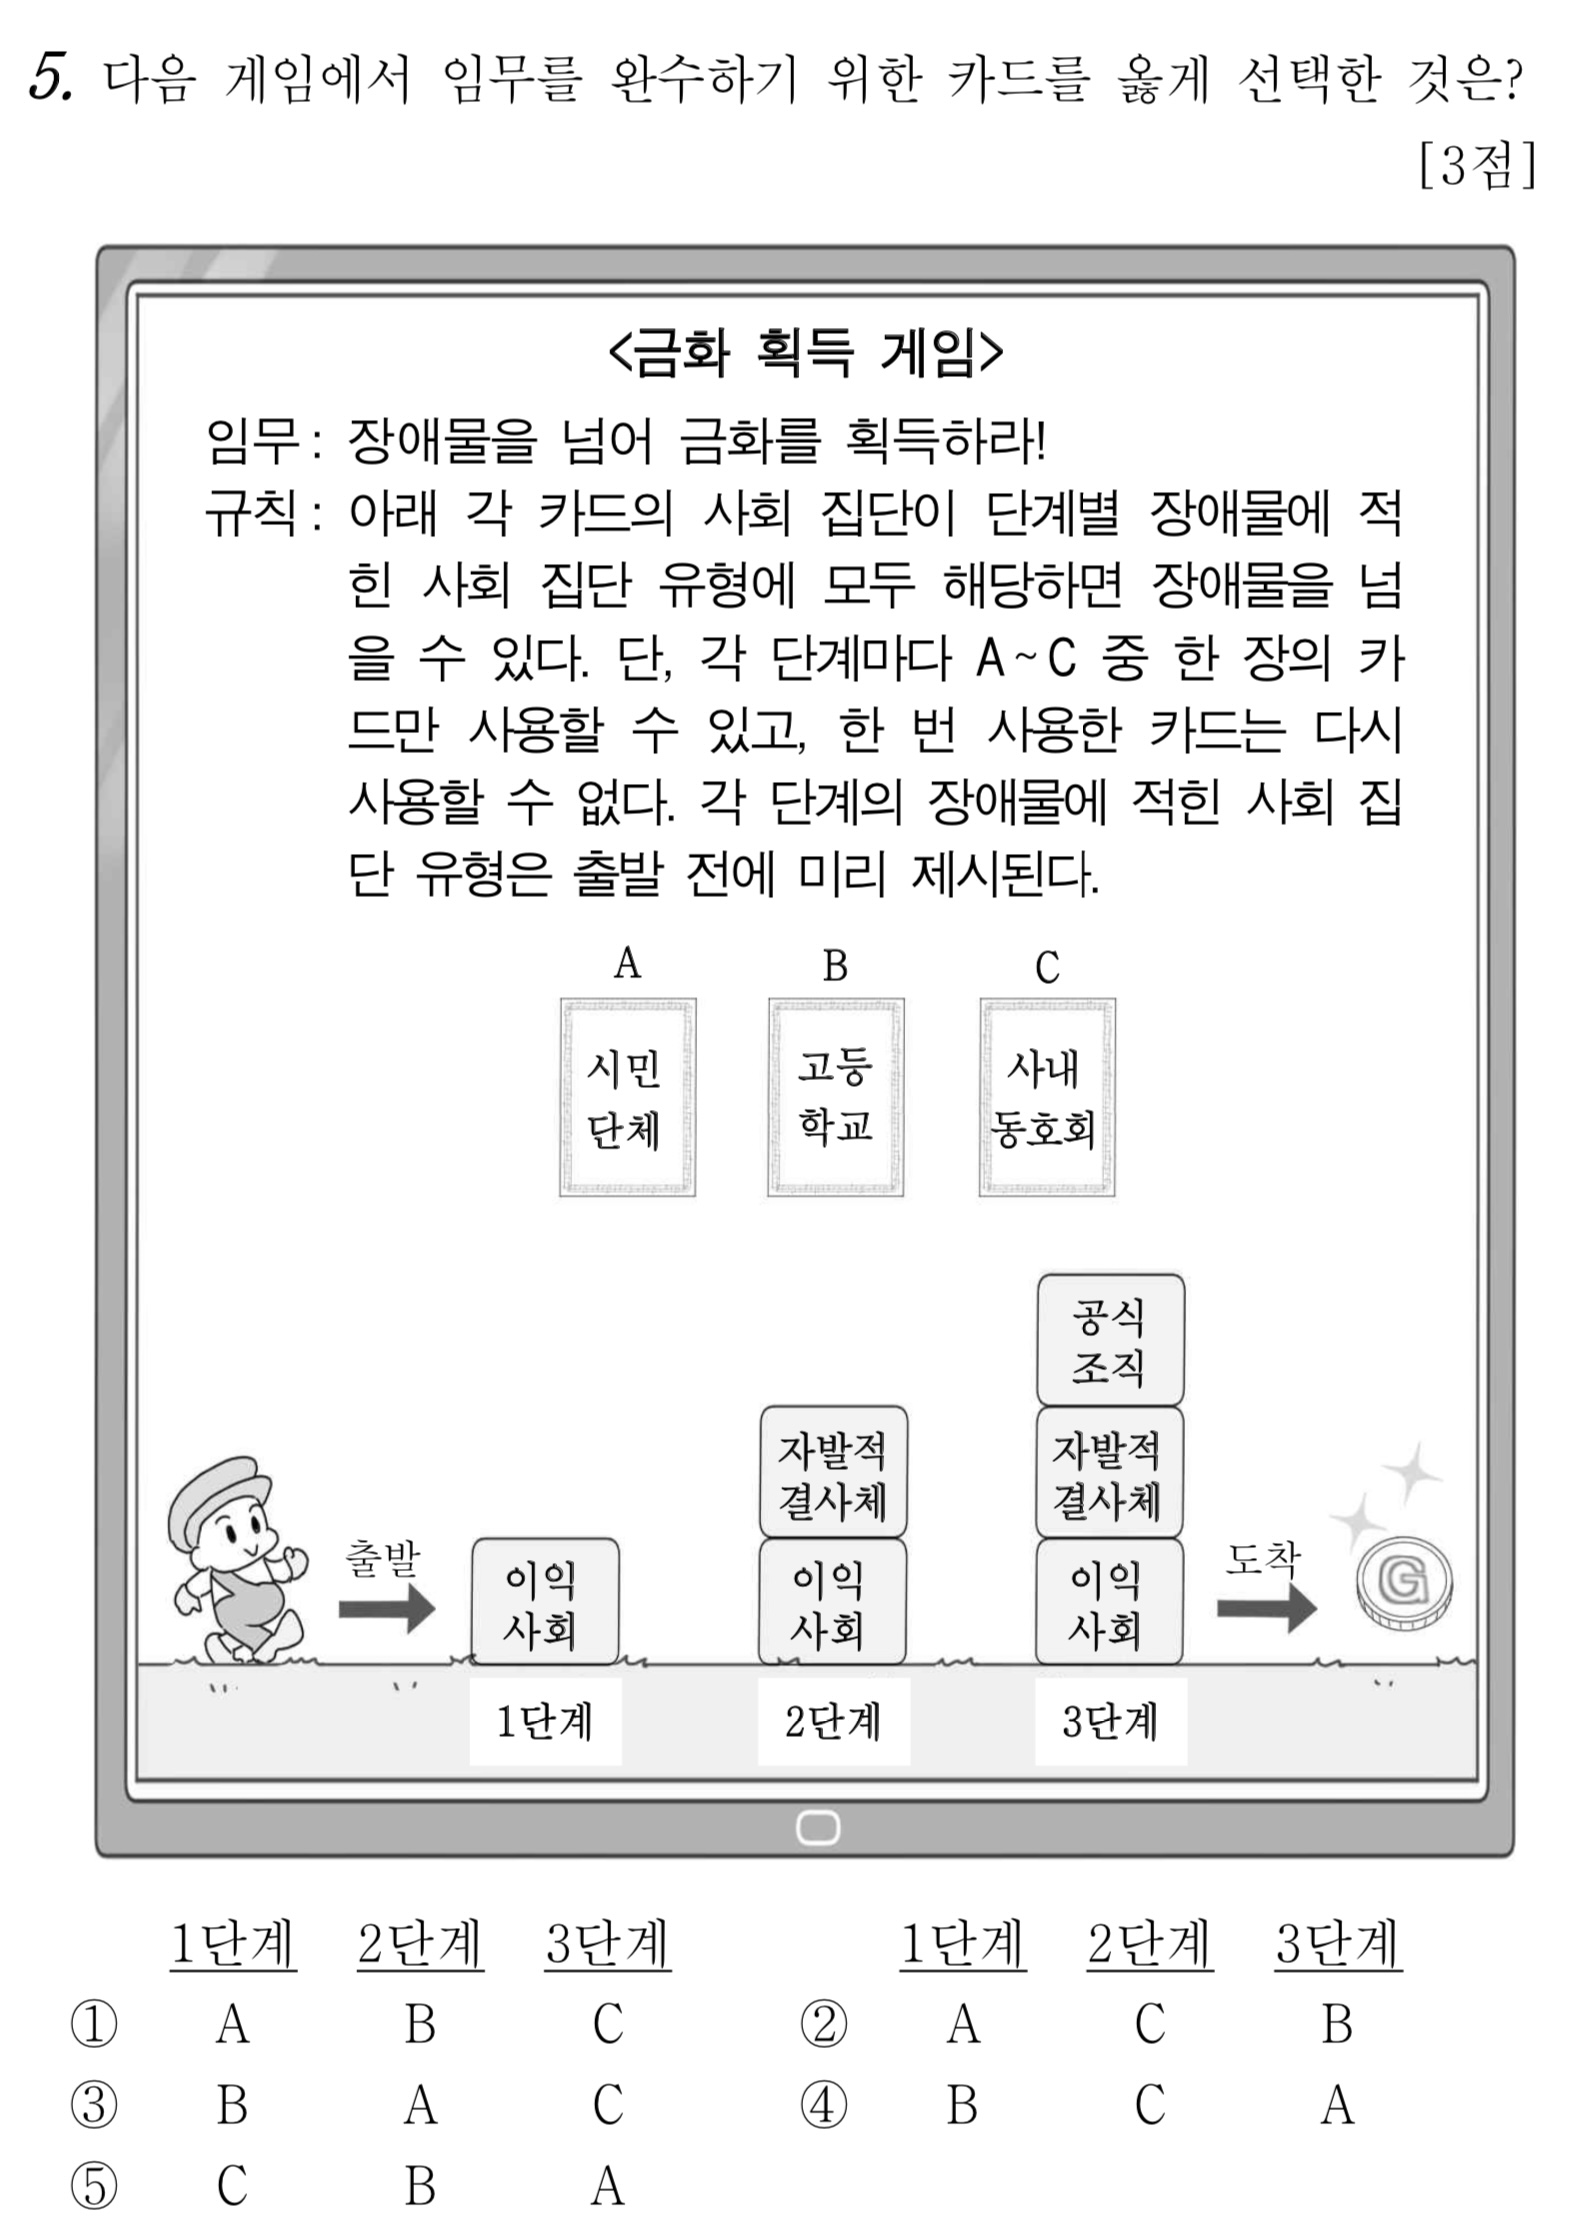 5. 다음 게임에서 임무를 완수하기 위한 카드를 옳게 선택한 것은?
[3점]
<금화 획득 게임>
임무: 장애물을 넘어 금화를 획득하라!
규칙: 아래 각 카드의 사회 집단이 단계별 장애물에 적
힌 사회 집단 유형에 모두 해당하면 장애물을 넘
을 수 있다. 단, 각 단계마다 A~C 중 한 장의 카
드만 사용할 수 있고, 한 번 사용한 카드는 다시
사용할 수 없다. 각 단계의 장애물에 적힌 사회 집
단 유형은 출발 전에 미리 제시된다.
A B C
시민 고등 사내
단체 학교 동호회
공식
조직
자발적 자발적
결사체 결사체
출발 이익 이익 이익 도착 G
사회 사회 사회
1단계 2단계 3단계
1단계 2단계 3단계 1단계 2단계 3단계
① A B C ② A C B
③ B A C ④ B C A
⑤ C B A